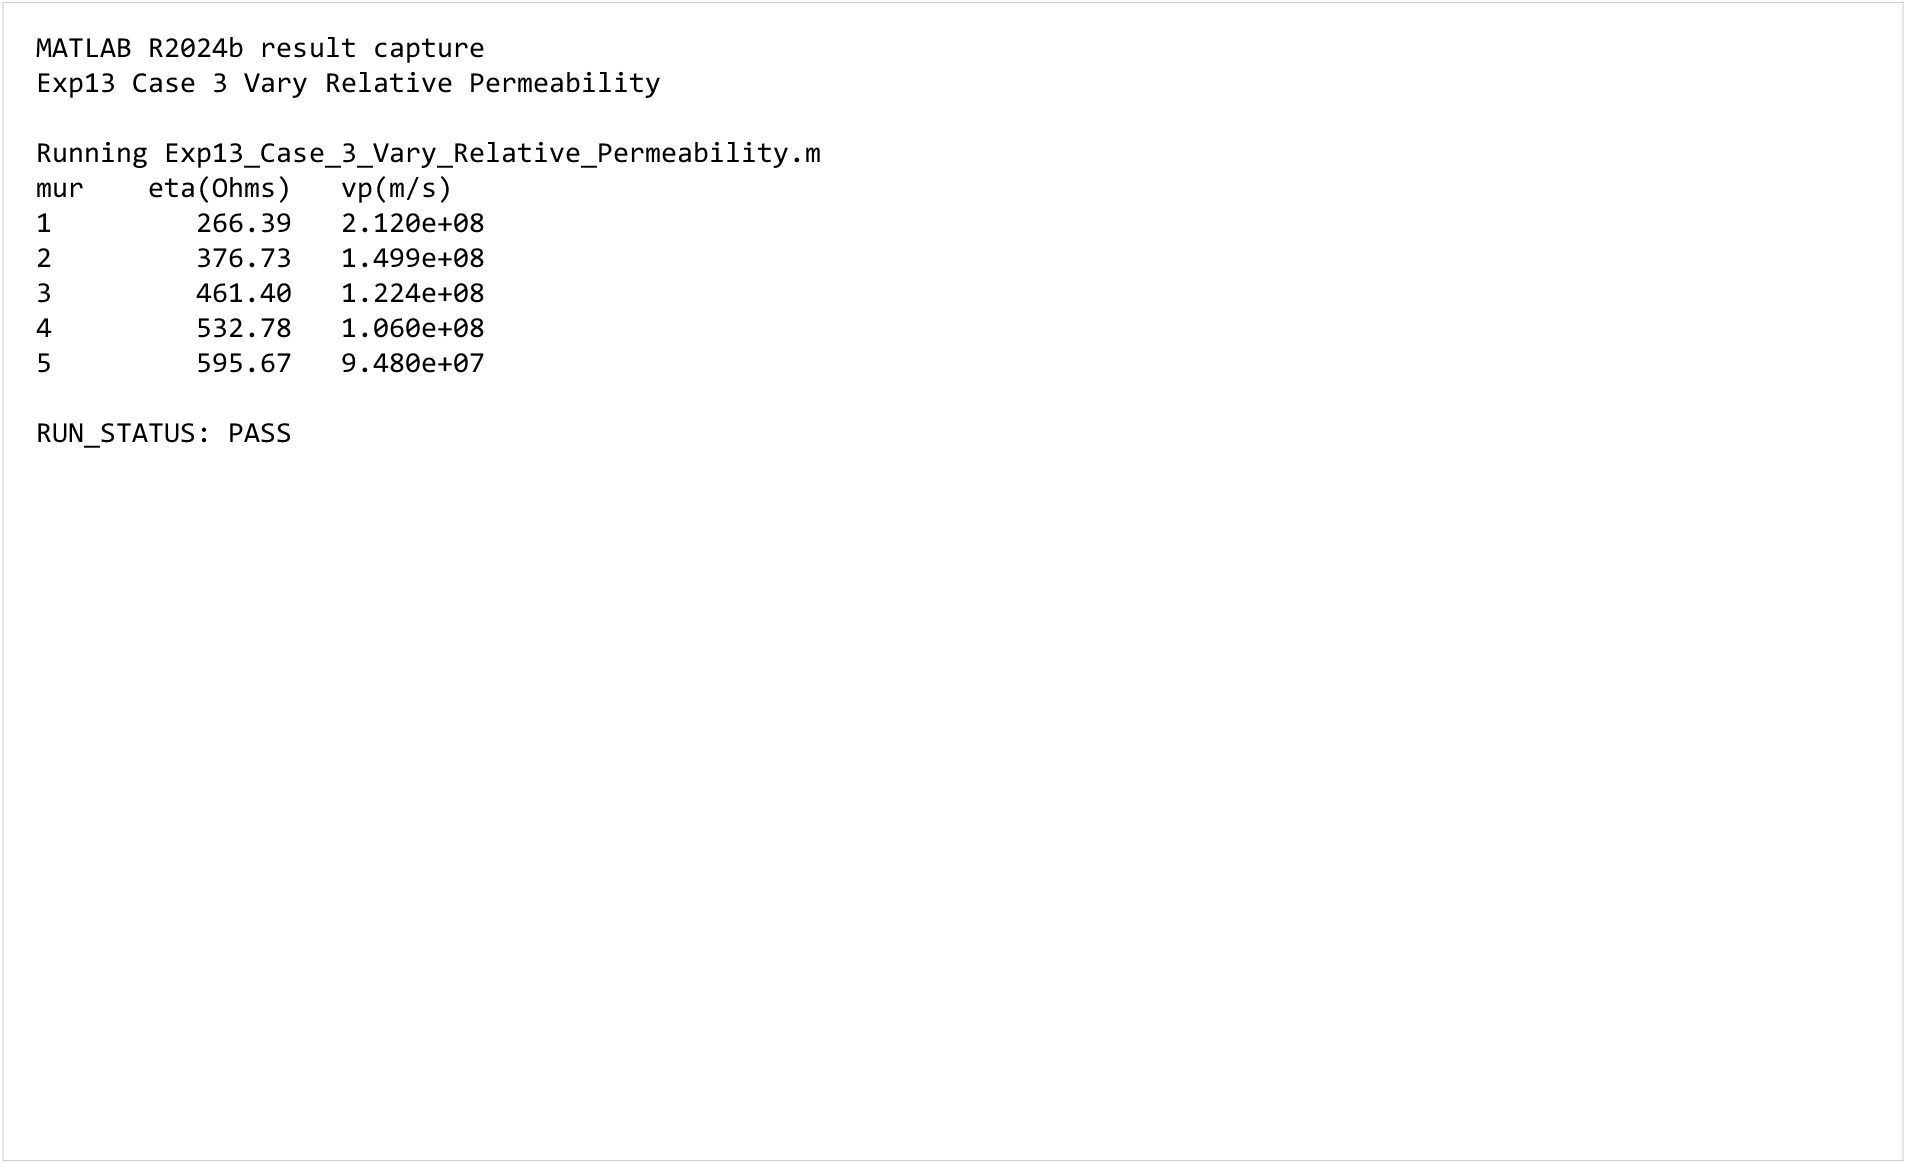 MATLAB R2024b result capture
Exp13 Case 3 Vary Relative Permeability
Running Exp13_Case_3_Vary_Relative_Permeability.m
mur    eta(Ohms)   vp(m/s)
1         266.39   2.120e+08
2         376.73   1.499e+08
3         461.40   1.224e+08
4         532.78   1.060e+08
5         595.67   9.480e+07
RUN_STATUS: PASS